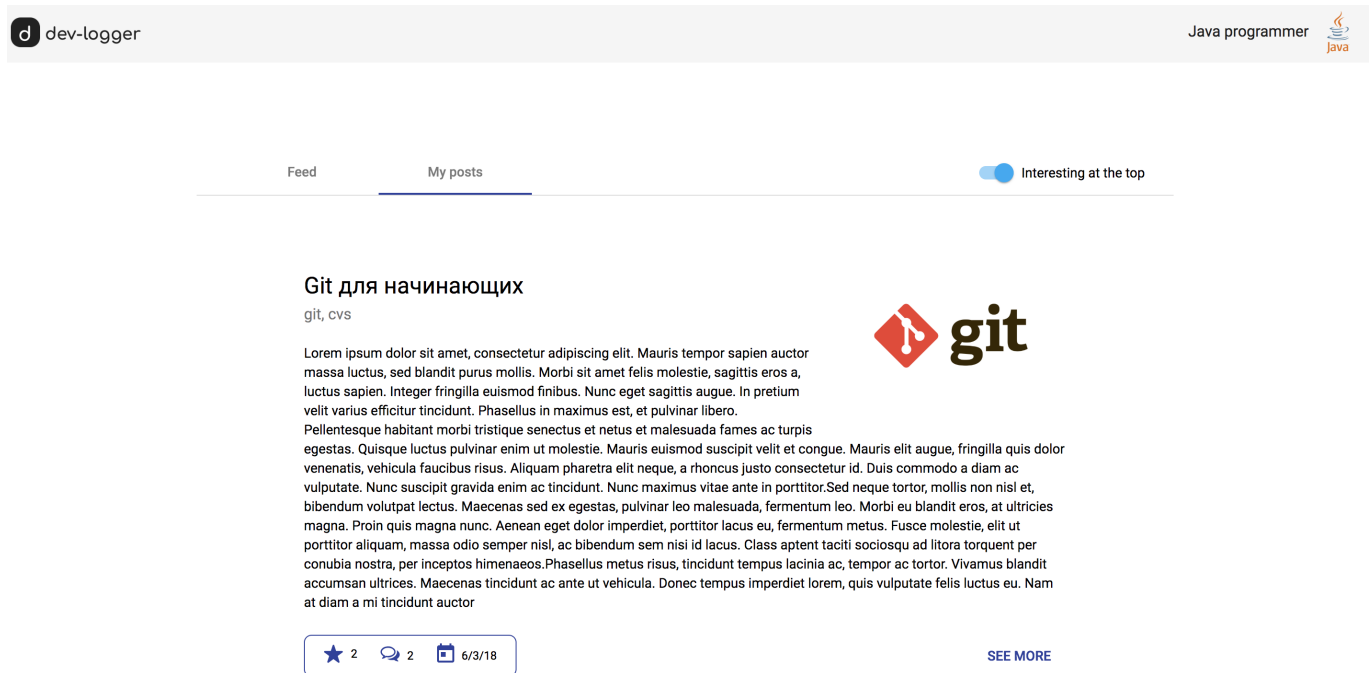 d dev-logger
Java programmer
Java
Feed
My posts
Interesting at the top
Git для начинающих
git, cvs
git
Lorem ipsum dolor sit amet, consectetur adipiscing elit. Mauris tempor sapien auctor
massa luctus, sed blandit purus mollis. Morbi sit amet felis molestie, sagittis eros a,
luctus sapien. Integer fringilla euismod finibus. Nunc eget sagittis augue. In pretium
velit varius efficitur tincidunt. Phasellus in maximus est, et pulvinar libero.
Pellentesque habitant morbi tristique senectus et netus et malesuada fames ac turpis
egestas. Quisque luctus pulvinar enim ut molestie. Mauris euismod suscipit velit et congue. Mauris elit augue, fringilla quis dolor
venenatis, vehicula faucibus risus. Aliquam pharetra elit neque, a rhoncus justo consectetur id. Duis commodo a diam ac
vulputate. Nunc suscipit gravida enim ac tincidunt. Nunc maximus vitae ante in porttitor.Sed neque tortor, mollis non nisl et,
bibendum volutpat lectus. Maecenas sed ex egestas, pulvinar leo malesuada, fermentum leo. Morbi eu blandit eros, at ultricies
magna. Proin quis magna nunc. Aenean eget dolor imperdiet, porttitor lacus eu, fermentum metus. Fusce molestie, elit ut
porttitor aliquam, massa odio semper nisl, ac bibendum sem nisi id lacus. Class aptent taciti sociosqu ad litora torquent per
conubia nostra, per inceptos himenaeos.Phasellus metus risus, tincidunt tempus lacinia ac, tempor ac tortor. Vivamus blandit
accumsan ultrices. Maecenas tincidunt ac ante ut vehicula. Donec tempus imperdiet lorem, quis vulputate felis luctus eu. Nam
at diam a mi tincidunt auctor
2
2
6/3/18
SEE MORE